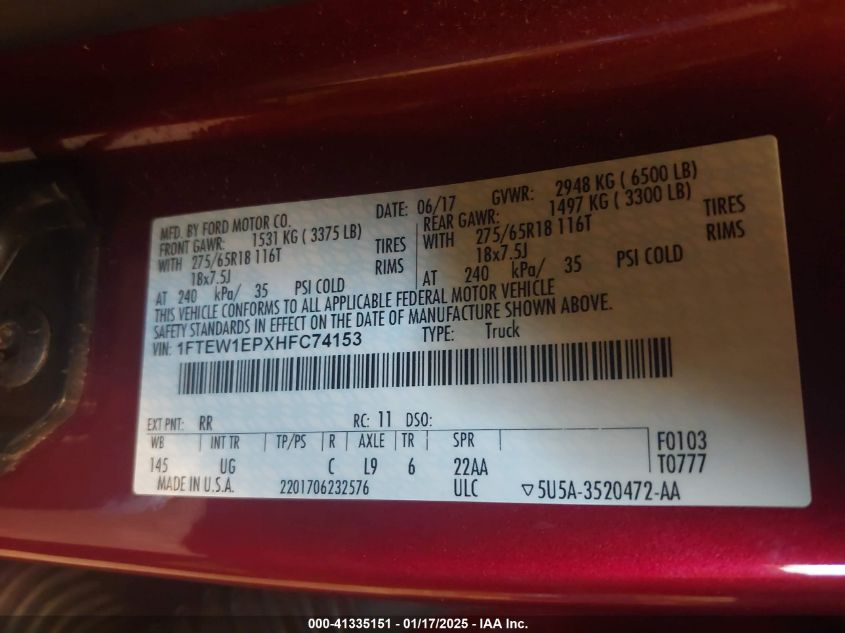 MFD. BY FORD MOTOR CO. DATE: 06/17 GVWR: 2948 KG ( 6500 LB)
FRONT GAWR: 1531 KG ( 3375 LB) REAR GAWR: 1497 KG ( 3300 LB)
WITH 275/65R18 116T TIRES WITH 275/65R18 116T TIRES
18x7.5J RIMS 18x7.5J RIMS
AT 240 kPa/ 35 PSI COLD AT 240 kPa/ 35 PSI COLD
THIS VEHICLE CONFORMS TO ALL APPLICABLE FEDERAL MOTOR VEHICLE
SAFETY STANDARDS IN EFFECT ON THE DATE OF MANUFACTURE SHOWN ABOVE.
VIN: 1FTEW1EPXHFC74153 TYPE: Truck
EXT PNT: RR RC: 11 DSO:
WB INT TR TP/PS R AXLE TR SPR F0103
145 UG C L9 6 22AA T0777
MADE IN U.S.A. 2201706232576 ULC ▽5U5A-3520472-AA
000-41335151 - 01/17/2025 - IAA Inc.